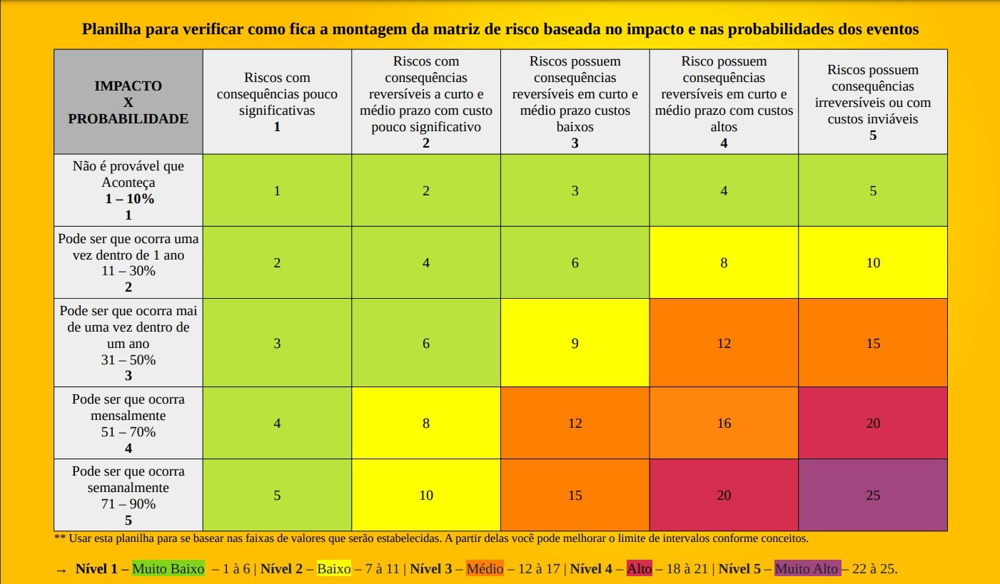 Planilha para verificar como fica a montagem da matriz de risco baseada no impacto e nas probabilidades dos eventos
IMPACTO
X
PROBABILIDADE
Riscos com
consequências pouco
significativas
1
Riscos com
consequências
reversíveis a curto e
médio prazo com custo
pouco significativo
2
Riscos possuem
consequências
reversíveis em curto e
médio prazo custos
baixos
3
Risco possuem
consequências
reversíveis em curto e
médio prazo com custos
altos
4
Riscos possuem
consequências
irreversíveis ou com
custos inviáveis
5
Não é provável que
Aconteça
1 – 10%
1
1
2
3
4
5
Pode ser que ocorra uma
vez dentro de 1 ano
11 – 30%
2
2
4
6
8
10
Pode ser que ocorra mai
de uma vez dentro de
um ano
31 – 50%
3
3
6
9
12
15
Pode ser que ocorra
mensalmente
51 – 70%
4
4
8
12
16
20
Pode ser que ocorra
semanalmente
71 – 90%
5
5
10
15
20
25
** Usar esta planilha para se basear nas faixas de valores que serão estabelecidas. A partir delas você pode melhorar o limite de intervalos conforme conceitos.
→ Nível 1 – Muito Baixo – 1 à 6 | Nível 2 – Baixo – 7 à 11 | Nível 3 – Médio – 12 à 17 | Nível 4 – Alto – 18 à 21 | Nível 5 – Muito Alto – 22 à 25.